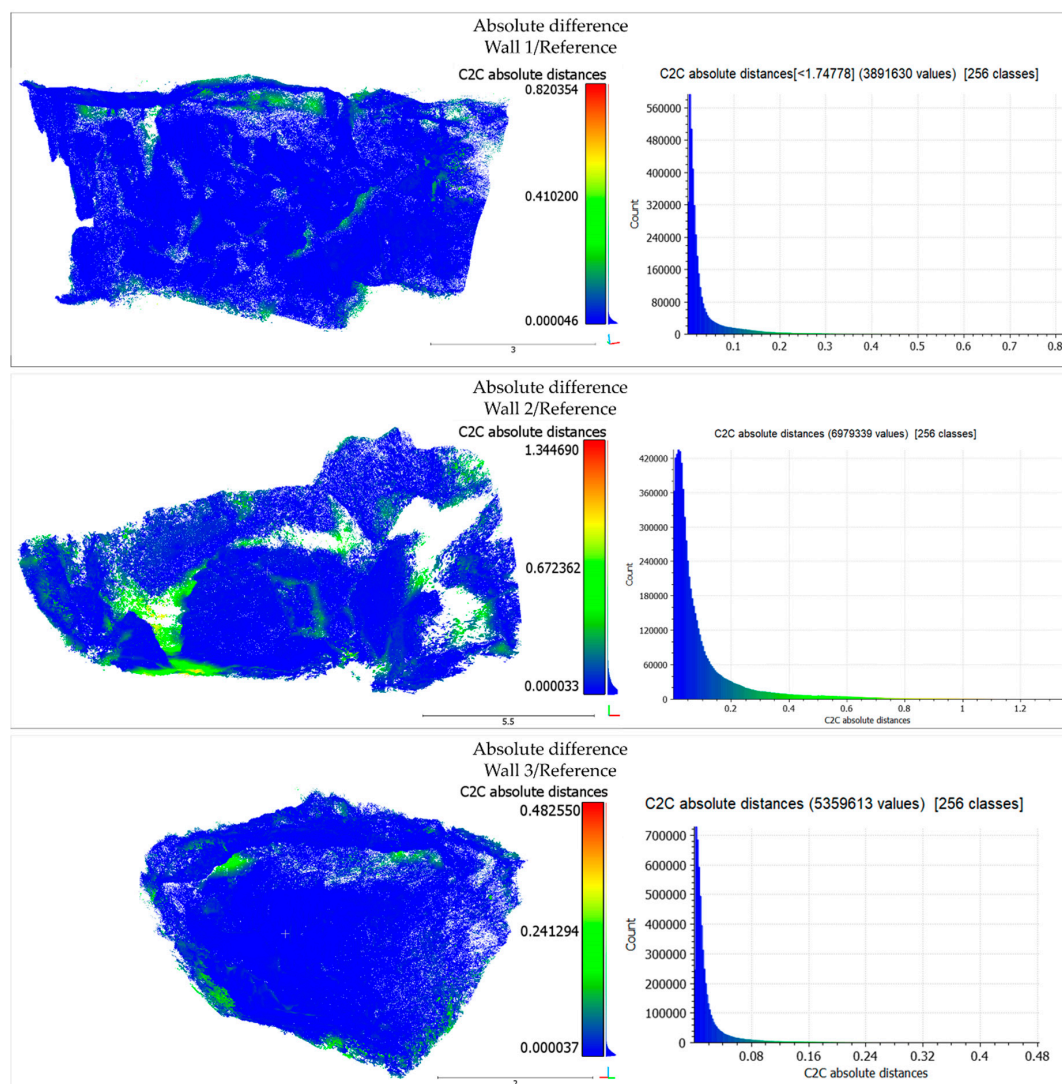 Absolute difference
Wall 1/Reference
C2C absolute distances
0.820354
0.410200
0.000046
3
C2C absolute distances[<1.74778] (3891630 values) [256 classes]
Count
560000
480000
400000
320000
240000
160000
80000
0
0.1 0.2 0.3 0.4 0.5 0.6 0.7 0.8
Absolute difference
Wall 2/Reference
C2C absolute distances
1.344690
0.672362
0.000033
5.5
C2C absolute distances (6979339 values) [256 classes]
Count
420000
360000
300000
240000
180000
120000
60000
0
0.2 0.4 0.6 0.8 1 1.2
C2C absolute distances
Absolute difference
Wall 3/Reference
C2C absolute distances
0.482550
0.241294
0.000037
C2C absolute distances (5359613 values) [256 classes]
Count
700000
600000
500000
400000
300000
200000
100000
0
0.08 0.16 0.24 0.32 0.4 0.48
C2C absolute distances